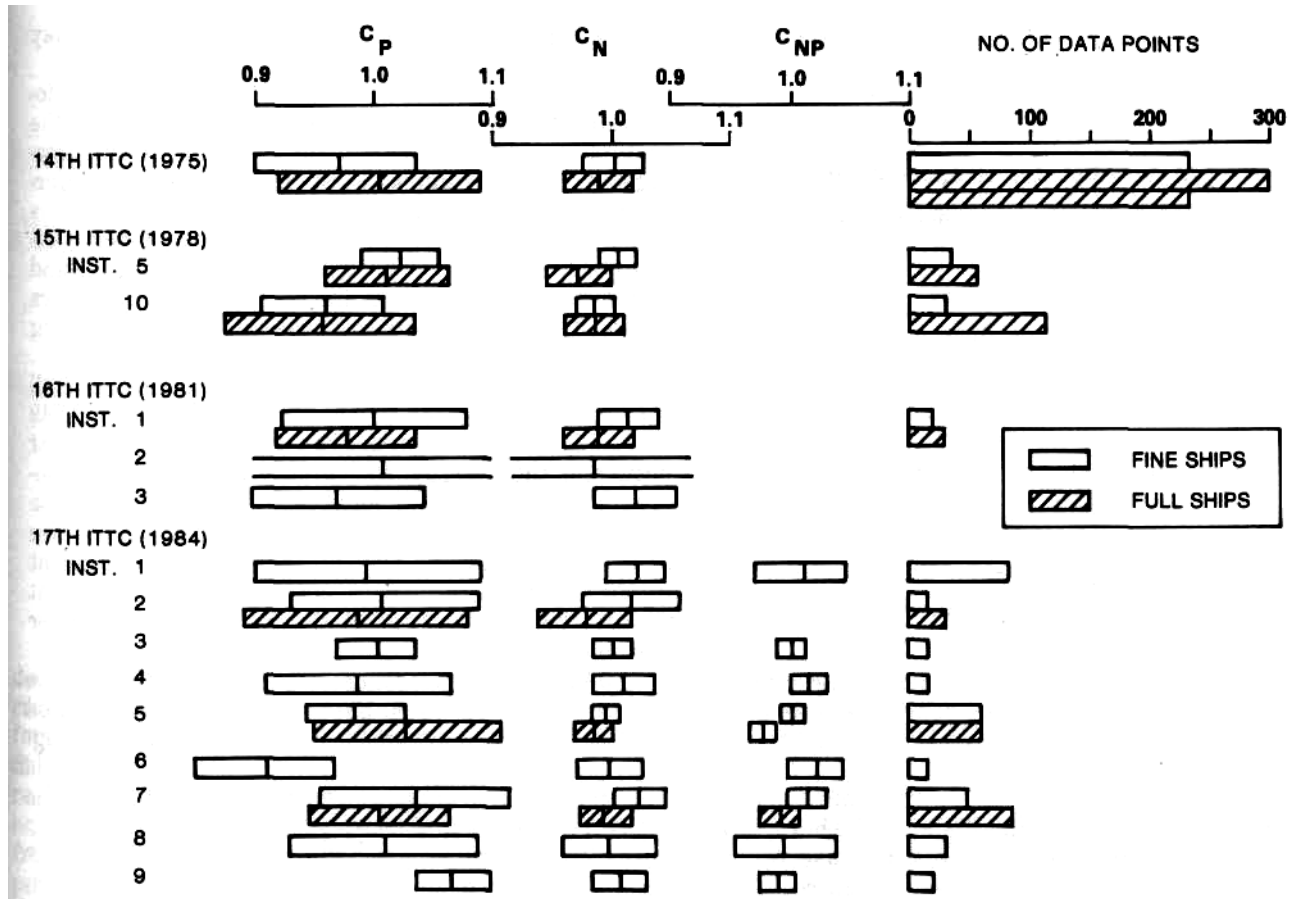 C_P C_N C_NP NO. OF DATA POINTS
0.9 1.0 1.1 0.9 1.0 1.1
0.9 1.0 1.1 0 100 200 300
14TH ITTC (1975)
15TH ITTC (1978)
INST. 5
10
16TH ITTC (1981)
INST. 1
2
3
FINE SHIPS
FULL SHIPS
17TH ITTC (1984)
INST. 1
2
3
4
5
6
7
8
9